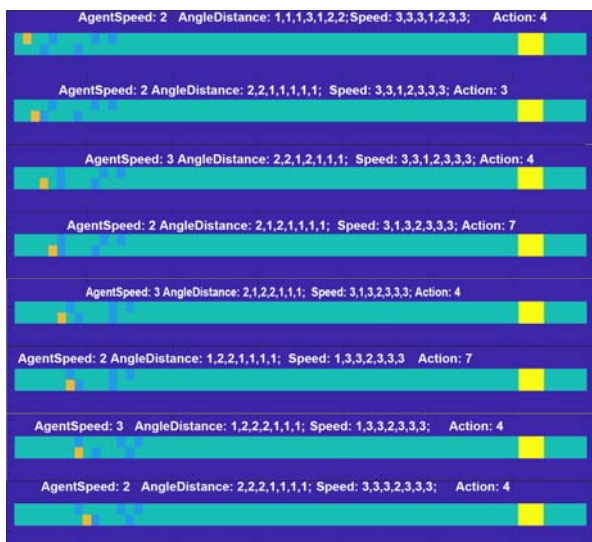 AgentSpeed: 2 AngleDistance: 1,1,1,3,1,2,2;Speed: 3,3,3,1,2,3,3; Action: 4
AgentSpeed: 2 AngleDistance: 2,2,1,1,1,1,1; Speed: 3,3,1,2,3,3,3; Action: 3
AgentSpeed: 3 AngleDistance: 2,2,1,2,1,1,1; Speed: 3,3,1,2,3,3,3; Action: 4
AgentSpeed: 2 AngleDistance: 2,1,2,1,1,1,1; Speed: 3,1,3,2,3,3,3; Action: 7
AgentSpeed: 3 AngleDistance: 2,1,2,2,1,1,1; Speed: 3,1,3,2,3,3,3; Action: 4
AgentSpeed: 2 AngleDistance: 1,2,2,1,1,1,1; Speed: 1,3,3,2,3,3,3 Action: 7
AgentSpeed: 3 AngleDistance: 1,2,2,2,1,1,1; Speed: 1,3,3,2,3,3,3; Action: 4
AgentSpeed: 2 AngleDistance: 2,2,2,1,1,1,1; Speed: 3,3,3,2,3,3,3; Action: 4